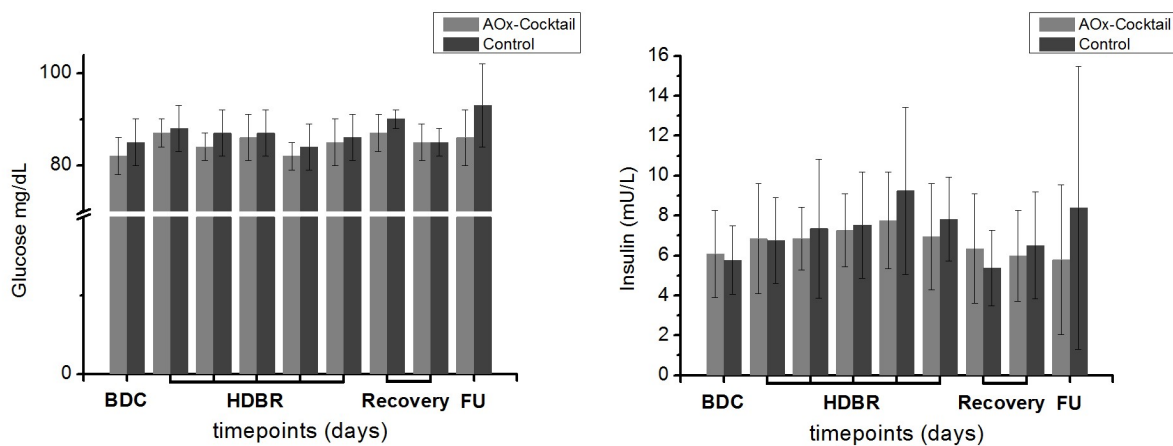 AOx-Cocktail
Control
100
80
0
Glucose mg/dL
BDC HDBR Recovery FU
timepoints (days)
AOx-Cocktail
Control
16
14
12
10
8
6
4
2
0
Insulin (mU/L)
BDC HDBR Recovery FU
timepoints (days)